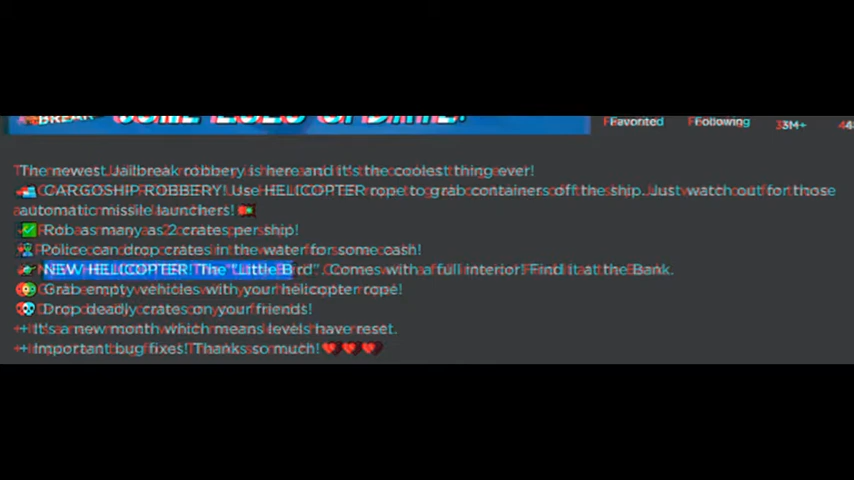 BREAK JUNE 2020 UPDATE!
Favorited Following 33M+
The newest Jailbreak robbery is here and it's the coolest thing ever!
🚢 CARGOSHIP ROBBERY! Use HELICOPTER rope to grab containers off the ship. Just watch out for those
automatic missile launchers!
✅ Rob as many as 2 crates per ship!
Police can drop crates in the water for some cash!
NEW HELICOPTER! The "Little Bird". Comes with a full interior! Find it at the Bank.
Grab empty vehicles with your helicopter rope!
💀 Drop deadly crates on your friends!
+ It's a new month which means levels have reset.
+ Important bug fixes! Thanks so much! ❤❤❤